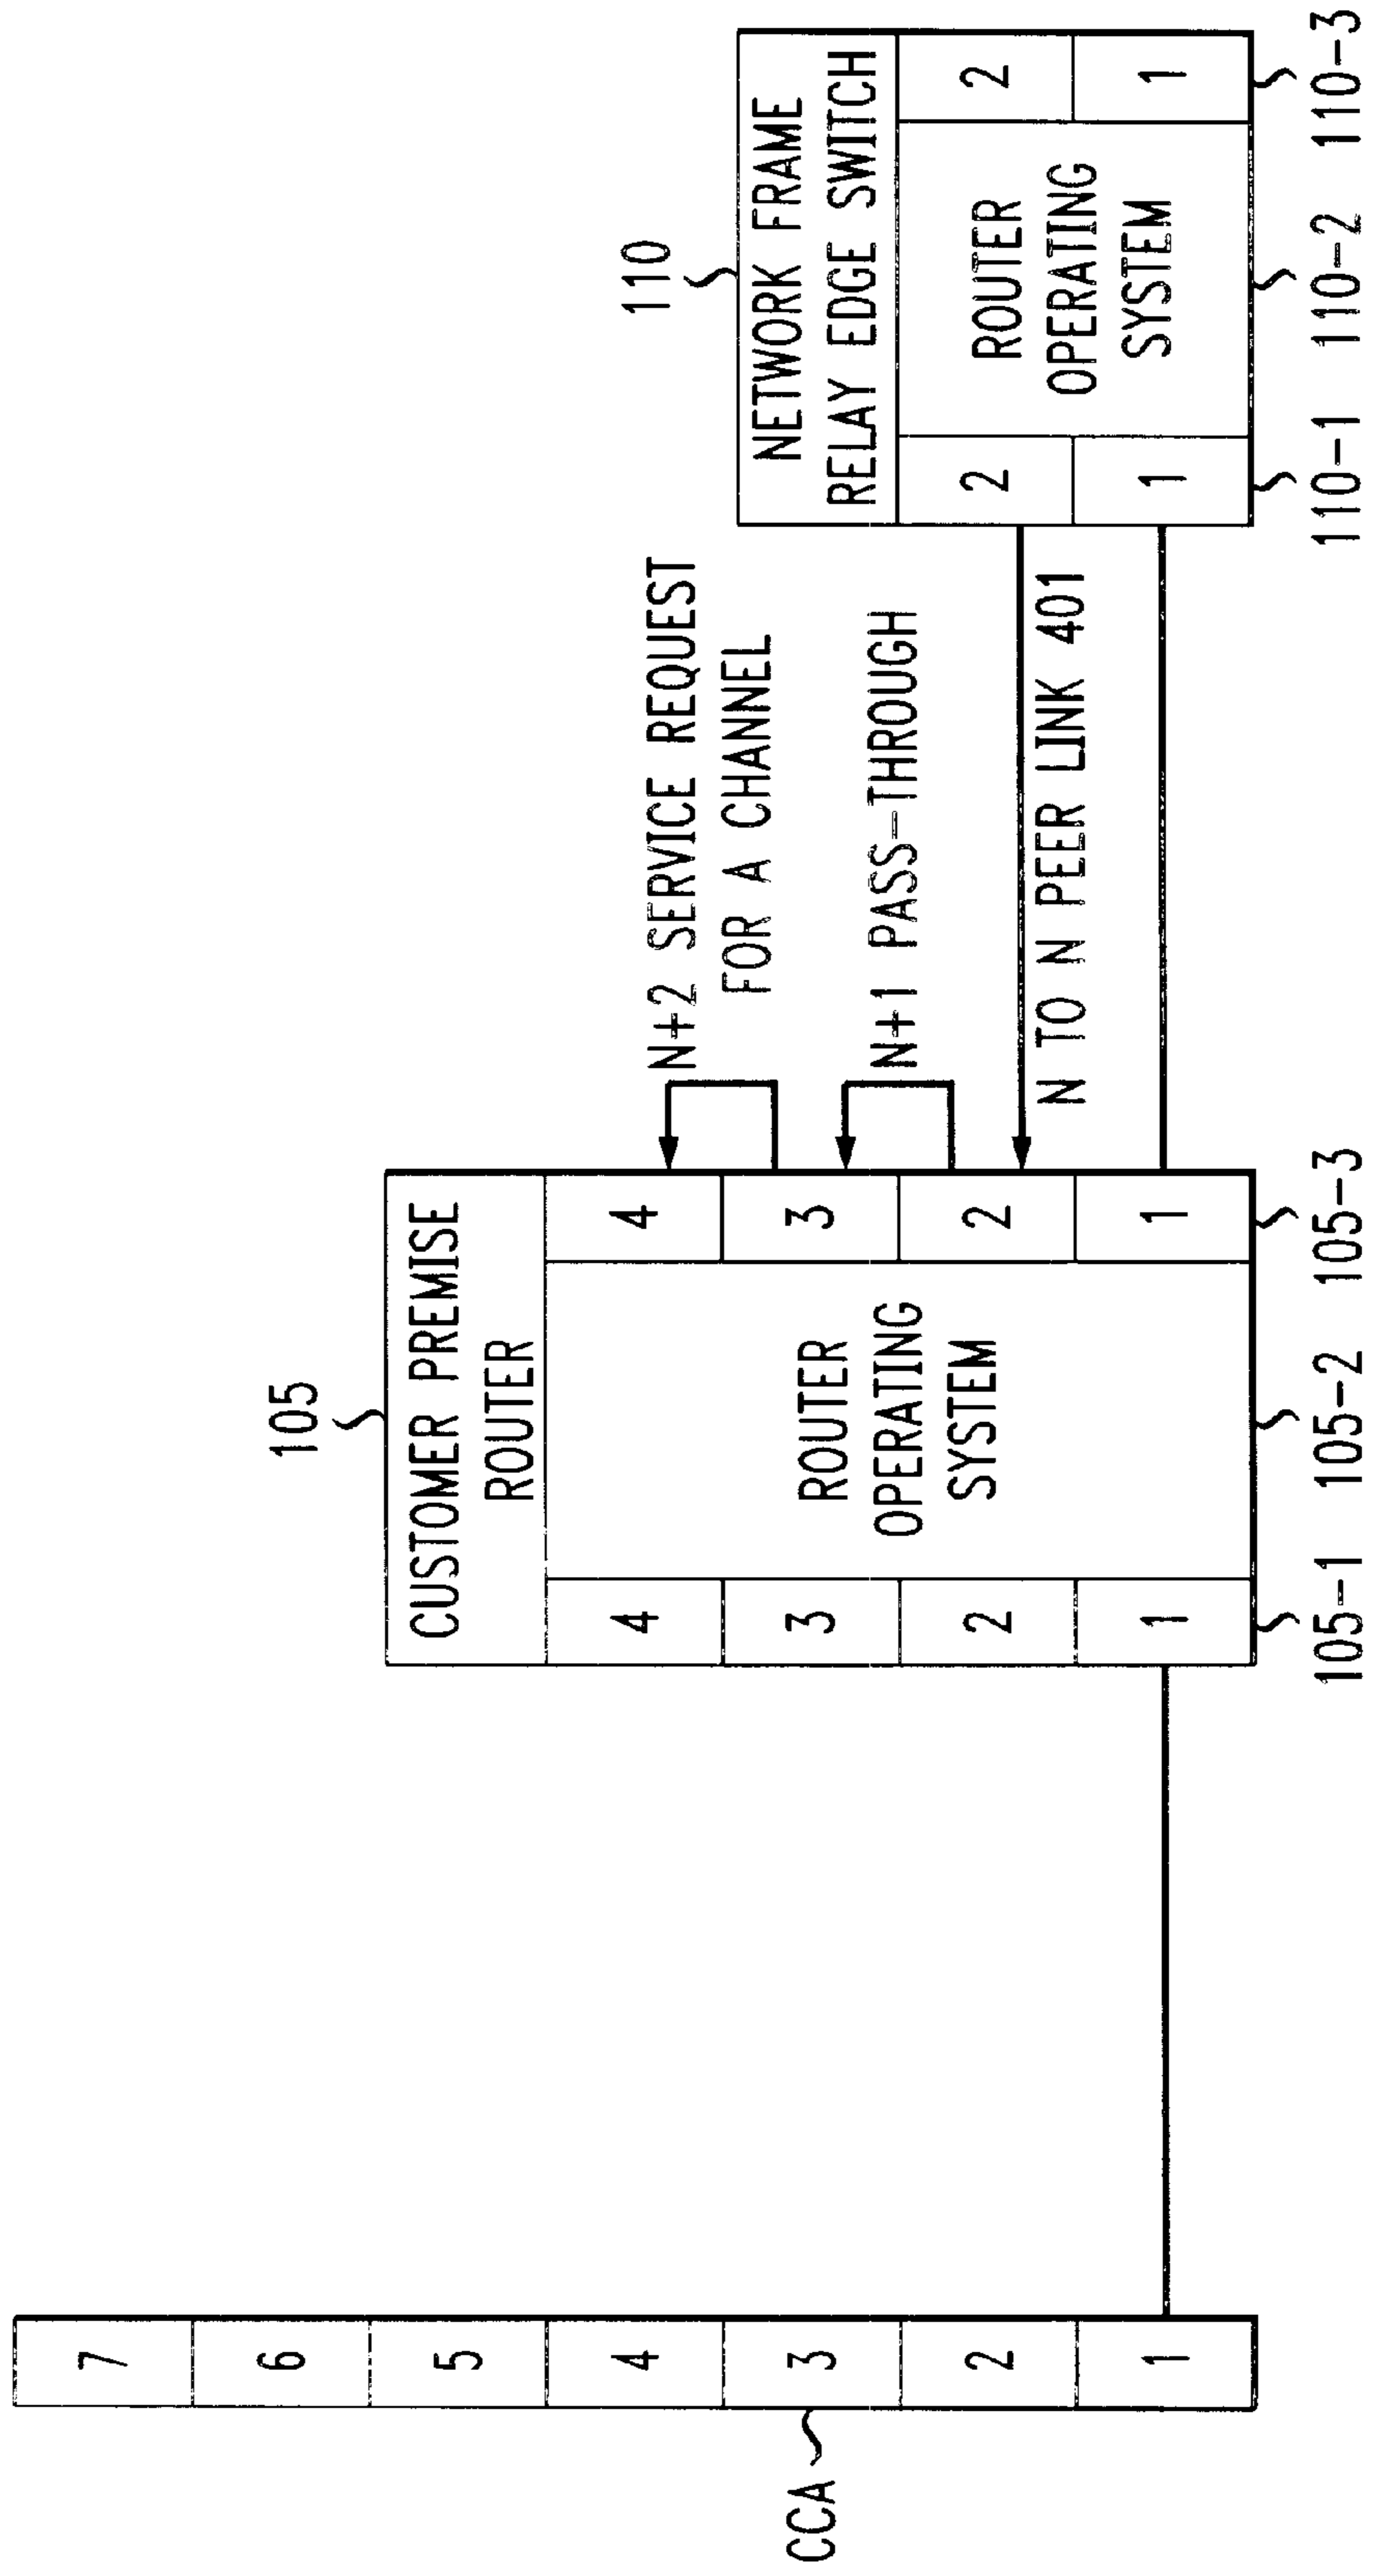 7
6
5
4
3
2
1
CCA
105
CUSTOMER PREMISE
ROUTER
4
3
2
1
ROUTER
OPERATING
SYSTEM
4
3
2
1
105-1
105-2
105-3
N+2 SERVICE REQUEST
FOR A CHANNEL
N+1 PASS-THROUGH
N TO N PEER LINK 401
110
NETWORK FRAME
RELAY EDGE SWITCH
2
1
ROUTER
OPERATING
SYSTEM
2
1
110-1
110-2
110-3